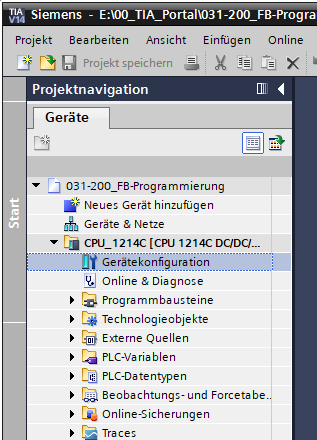 TIA
V14
Siemens - E:\00_TIA_Portal\031-200_FB-Progra
Projekt Bearbeiten Ansicht Einfügen Online
Projekt speichern
Projektnavigation
Geräte
Start
031-200_FB-Programmierung
Neues Gerät hinzufügen
Geräte & Netze
CPU_1214C [CPU 1214C DC/DC/...
Gerätekonfiguration
Online & Diagnose
Programmbausteine
Technologieobjekte
Externe Quellen
PLC-Variablen
PLC-Datentypen
Beobachtungs- und Forcetabe...
Online-Sicherungen
Traces